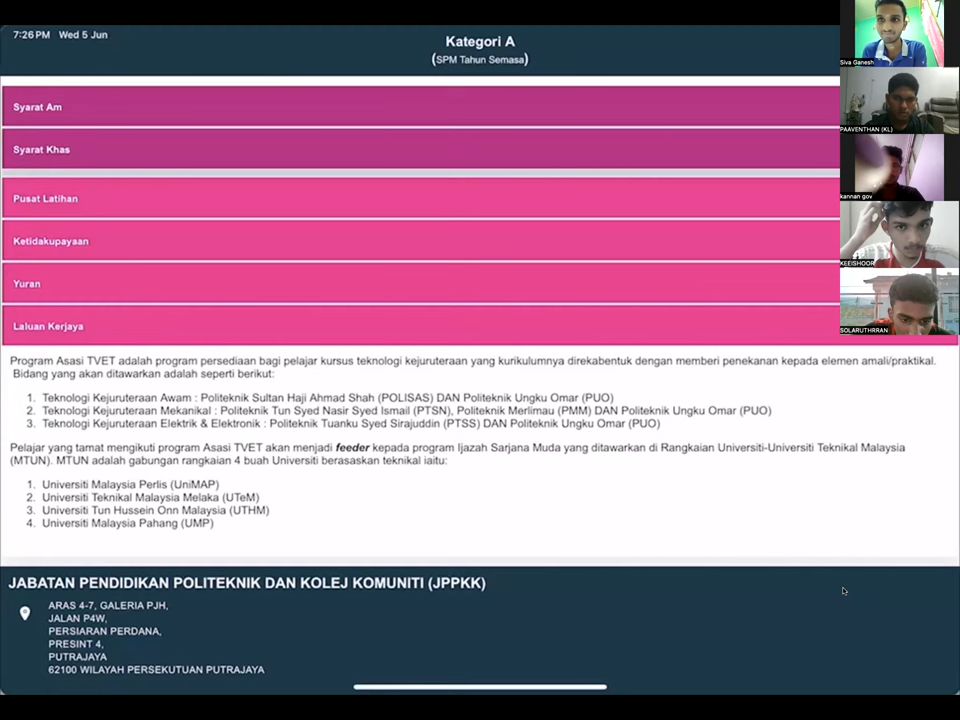 7:26 PM Wed 5 Jun
Kategori A
(SPM Tahun Semasa)
Syarat Am
Syarat Khas
Pusat Latihan
Ketidakupayaan
Yuran
Laluan Kerjaya
Program Asasi TVET adalah program persediaan bagi pelajar kursus teknologi kejuruteraan yang kurikulumnya direkabentuk dengan memberi penekanan kepada elemen amali/praktikal.
Bidang yang akan ditawarkan adalah seperti berikut:
1. Teknologi Kejuruteraan Awam : Politeknik Sultan Haji Ahmad Shah (POLISAS) DAN Politeknik Ungku Omar (PUO)
2. Teknologi Kejuruteraan Mekanikal : Politeknik Tun Syed Nasir Syed Ismail (PTSN), Politeknik Merlimau (PMM) DAN Politeknik Ungku Omar (PUO)
3. Teknologi Kejuruteraan Elektrik & Elektronik : Politeknik Tuanku Syed Sirajuddin (PTSS) DAN Politeknik Ungku Omar (PUO)
Pelajar yang tamat mengikuti program Asasi TVET akan menjadi feeder kepada program Ijazah Sarjana Muda yang ditawarkan di Rangkaian Universiti-Universiti Teknikal Malaysia
(MTUN). MTUN adalah gabungan rangkaian 4 buah Universiti berasaskan teknikal iaitu:
1. Universiti Malaysia Perlis (UniMAP)
2. Universiti Teknikal Malaysia Melaka (UTeM)
3. Universiti Tun Hussein Onn Malaysia (UTHM)
4. Universiti Malaysia Pahang (UMP)
JABATAN PENDIDIKAN POLITEKNIK DAN KOLEJ KOMUNITI (JPPKK)
ARAS 4-7, GALERIA PJH,
JALAN P4W,
PERSIARAN PERDANA,
PRESINT 4,
PUTRAJAYA
62100 WILAYAH PERSEKUTUAN PUTRAJAYA
Siva Ganesh
PAAVENTHAN (KL)
kannan gov
KEEISHOOR
SOLARUTHRRAN